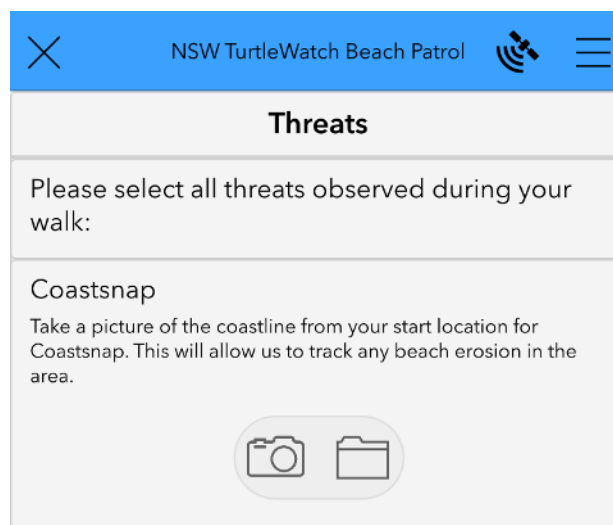 NSW TurtleWatch Beach Patrol
Threats
Please select all threats observed during your
walk:
Coastsnap
Take a picture of the coastline from your start location for
Coastsnap. This will allow us to track any beach erosion in the
area.